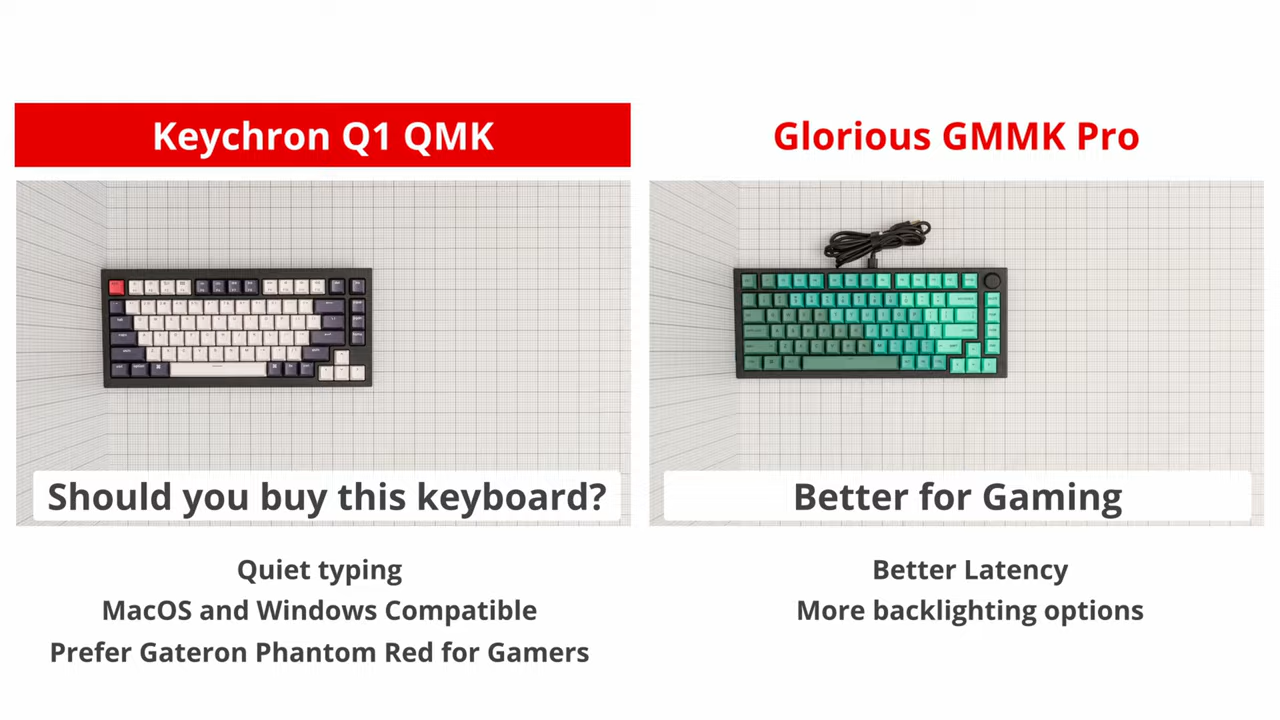 Keychron Q1 QMK
Glorious GMMK Pro
Should you buy this keyboard?
Better for Gaming
Quiet typing
MacOS and Windows Compatible
Prefer Gateron Phantom Red for Gamers
Better Latency
More backlighting options